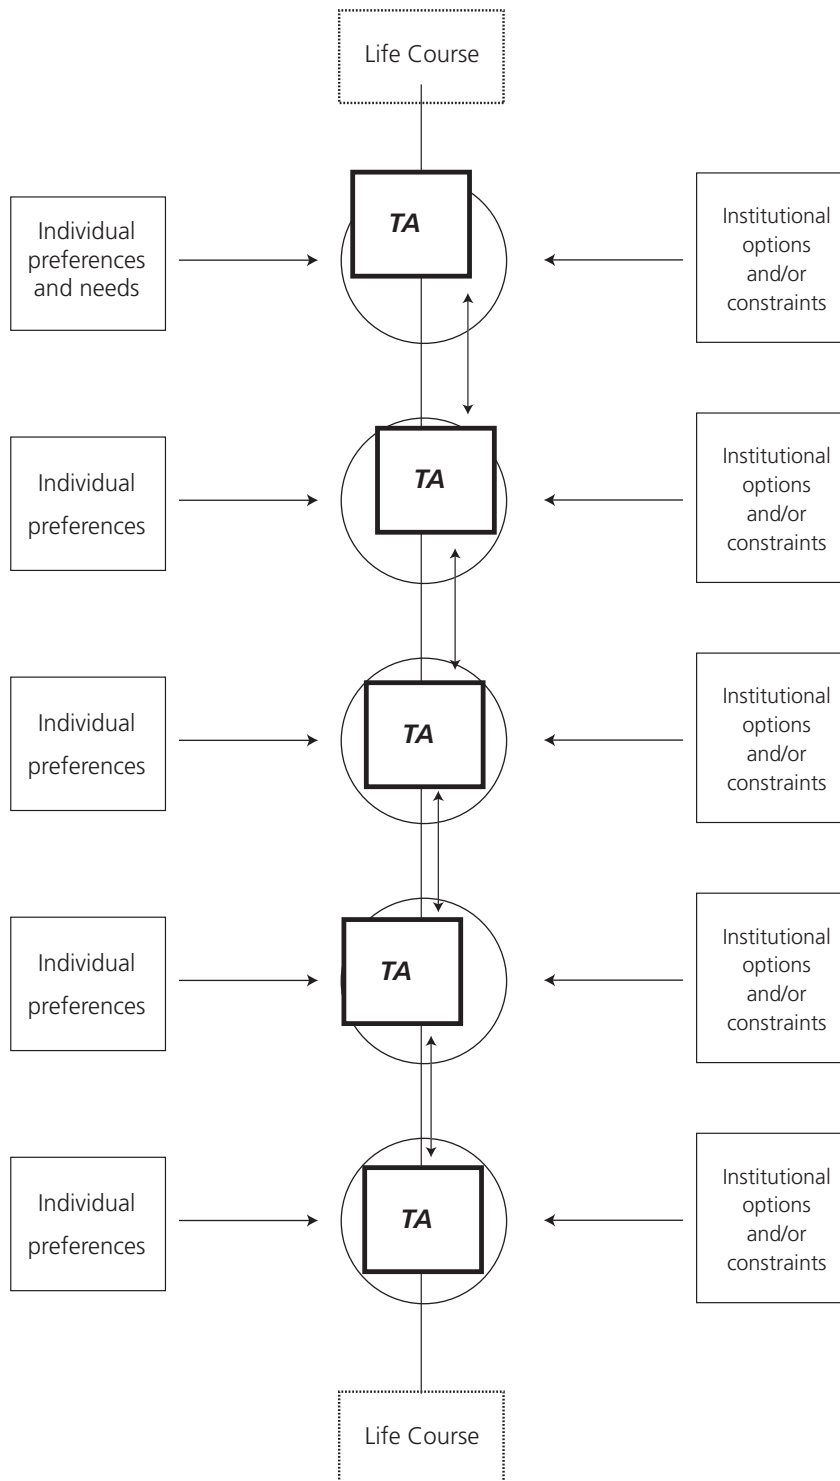 Life Course
Individual
preferences
and needs
TA
Institutional
options
and/or
constraints
Individual
preferences
TA
Institutional
options
and/or
constraints
Individual
preferences
TA
Institutional
options
and/or
constraints
Individual
preferences
TA
Institutional
options
and/or
constraints
Individual
preferences
TA
Institutional
options
and/or
constraints
Life Course